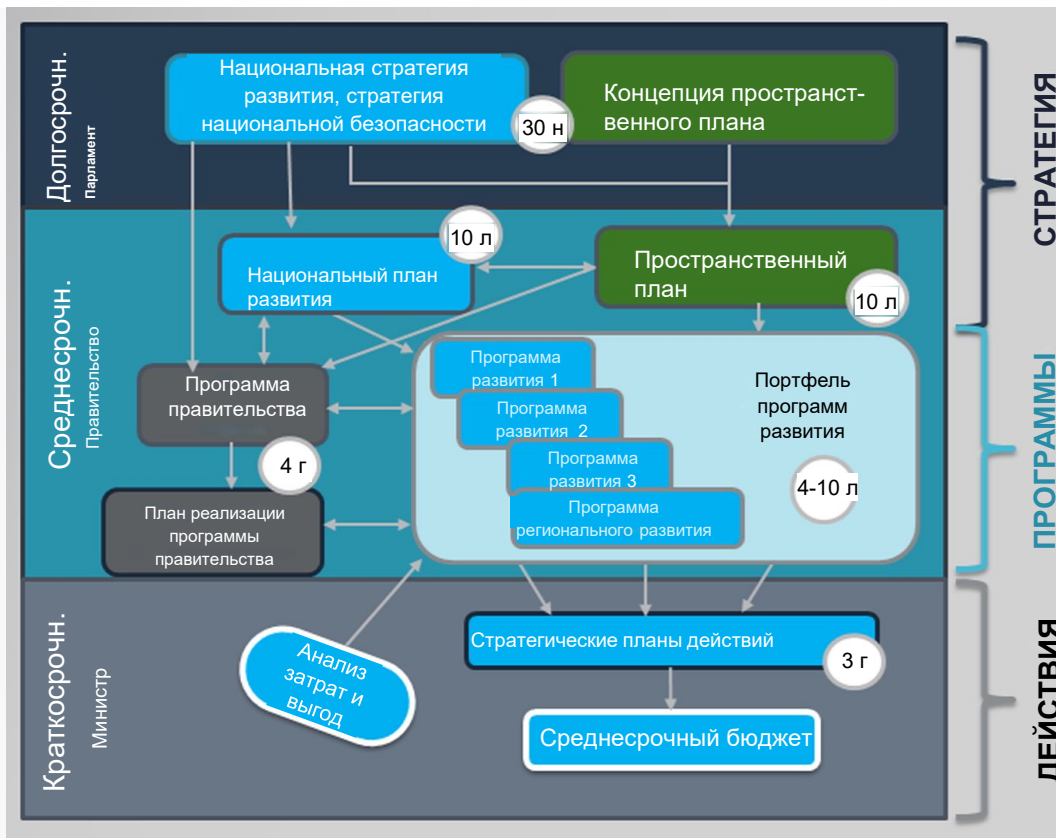 Долгосрочн.
Парламент
Национальная стратегия
развития, стратегия
национальной безопасности
30 н
Концепция пространст-
венного плана
СТРАТЕГИЯ
Среднесрочн.
Правительство
10 л
Национальный план
развития
Пространственный
план
10 л
Программа
правительства
4 г
План реализации
программы
правительства
Программа
развития 1
Программа
развития 2
Программа
развития 3
Программа
регионального развития
Портфель
программ
развития
4-10 л
ПРОГРАММЫ
Краткосрочн.
Министр
Анализ
затрат и
выгод
Стратегические планы действий
3 г
Среднесрочный бюджет
ДЕЙСТВИЯ